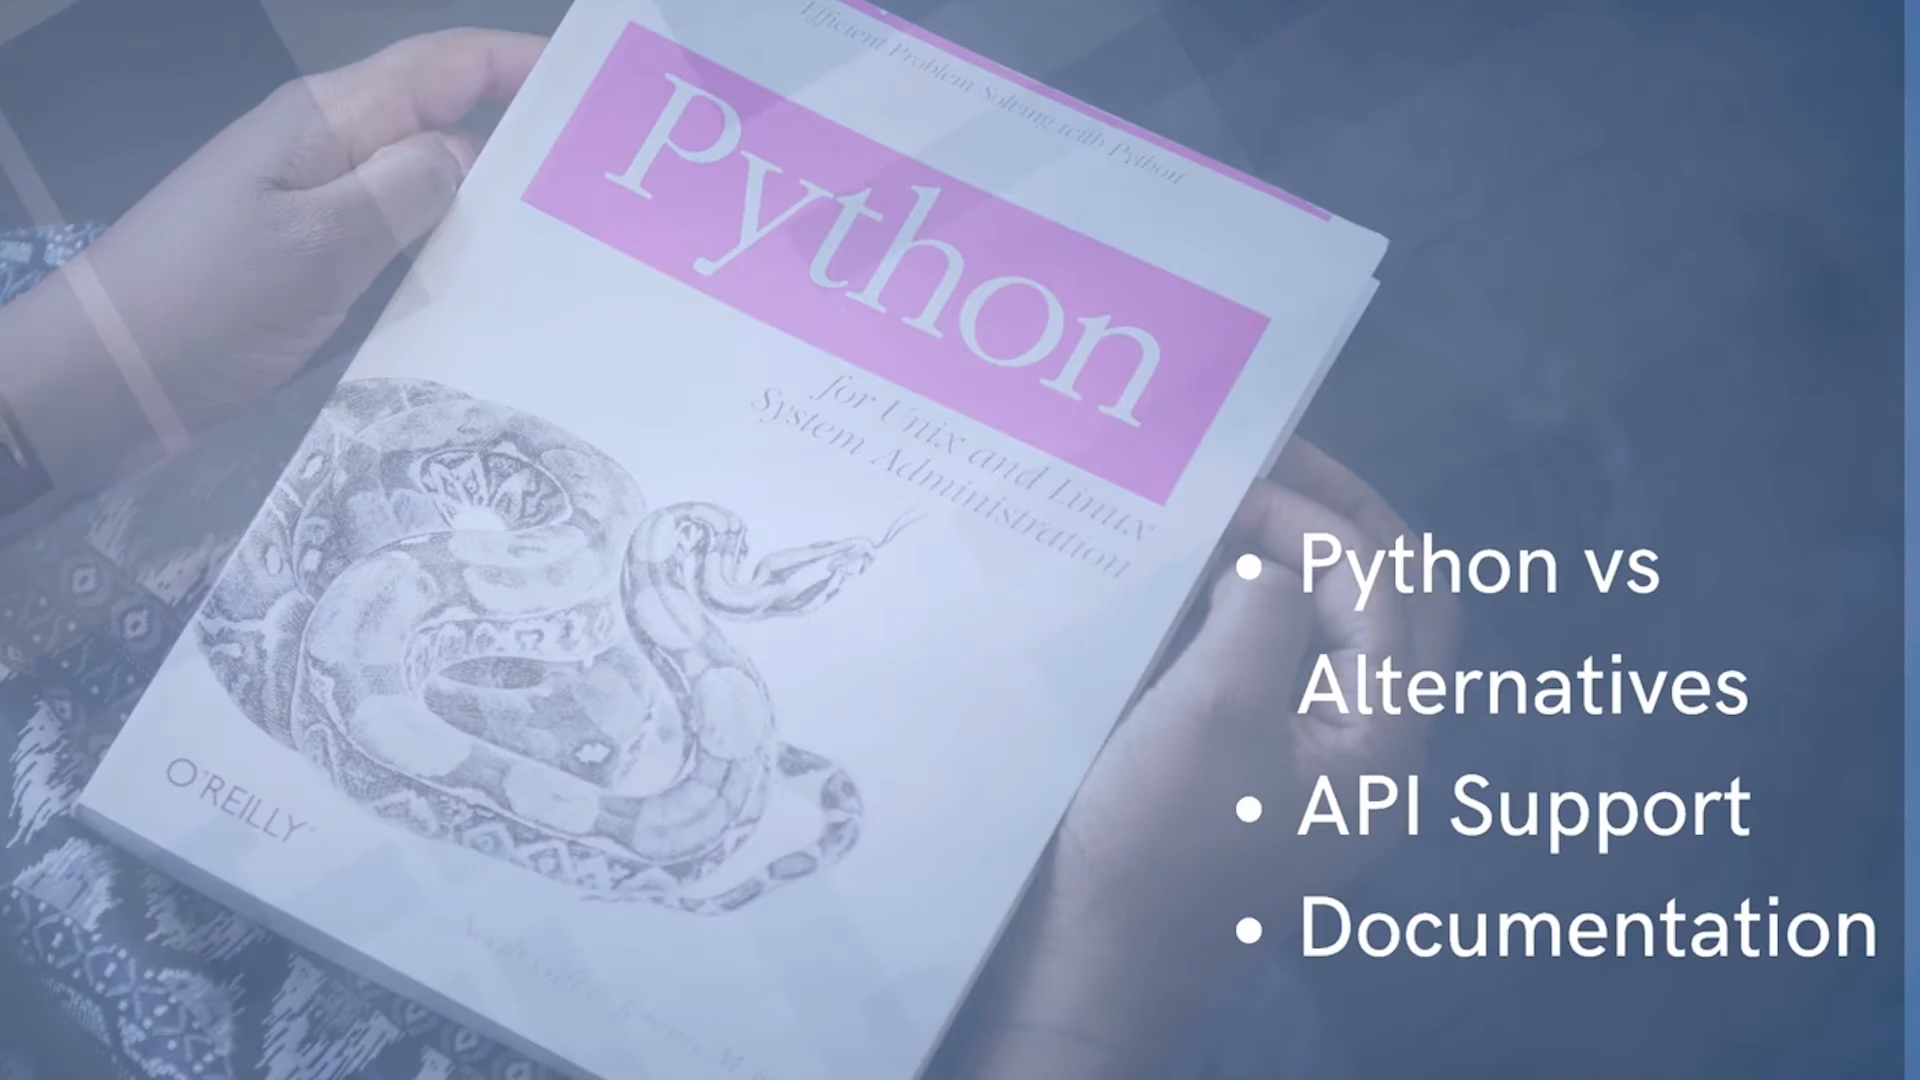 Efficient Problem Solving with Python
Python
for Unix and Linux
System Administration
O'REILLY
• Python vs
Alternatives
• API Support
• Documentation